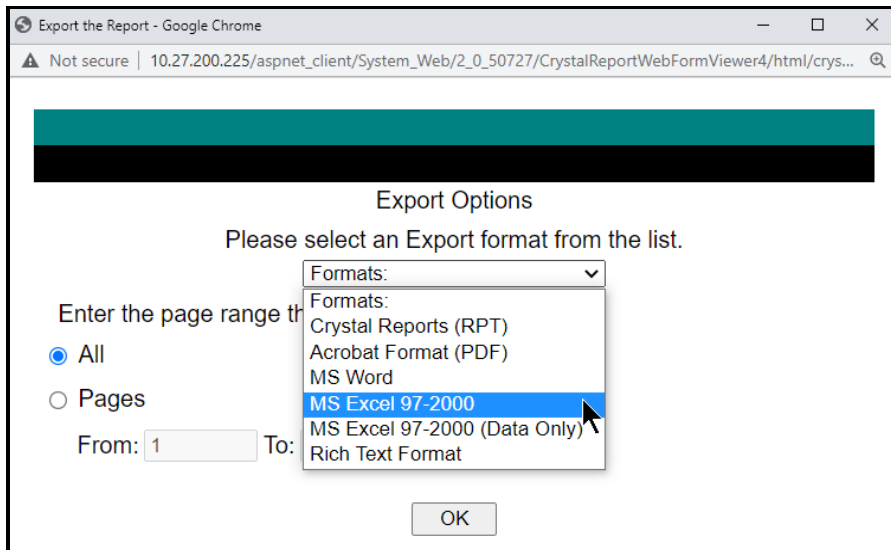 Export the Report - Google Chrome
Not secure | 10.27.200.225/aspnet_client/System_Web/2_0_50727/CrystalReportWebFormViewer4/html/crys...
Export Options
Please select an Export format from the list.
Formats:
Formats:
Enter the page range th
Crystal Reports (RPT)
All
Acrobat Format (PDF)
MS Word
Pages
MS Excel 97-2000
MS Excel 97-2000 (Data Only)
From: 1 To:
Rich Text Format
OK